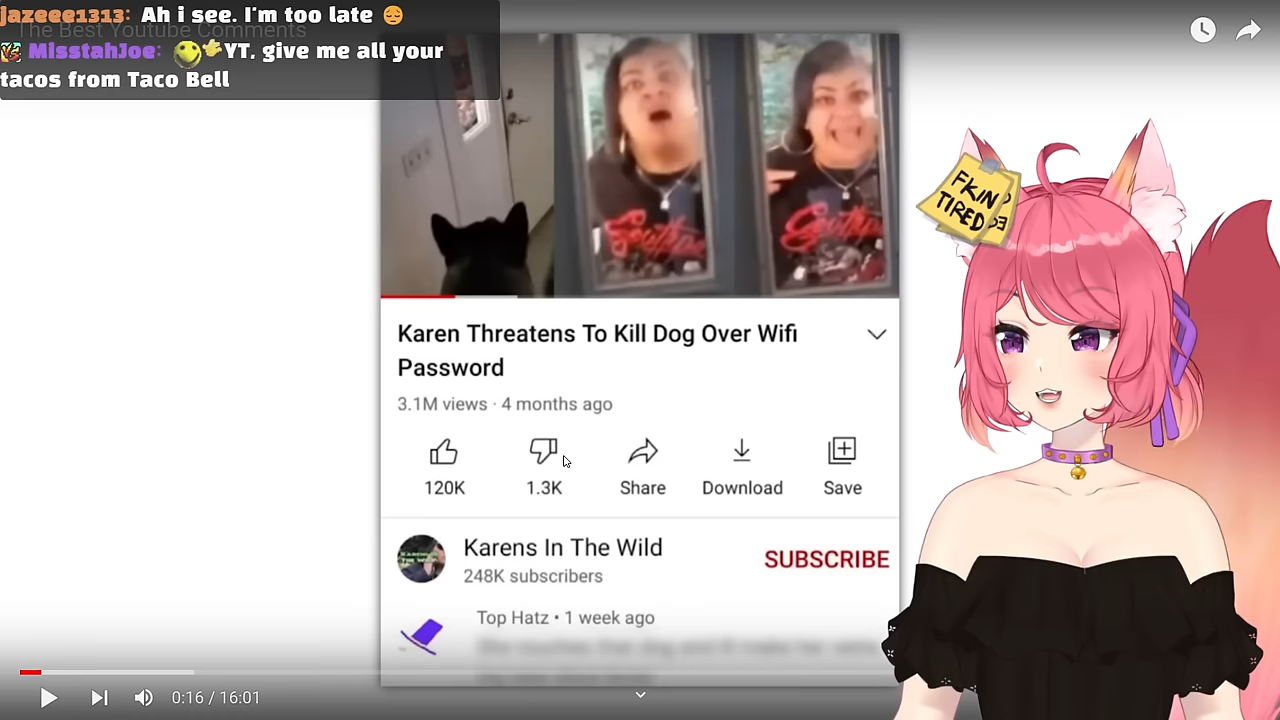 jazeee1313: Ah i see. I'm too late
The Best Youtube Comments
MisstahJoe: YT, give me all your
tacos from Taco Bell
FKIN
TIRED
Karen Threatens To Kill Dog Over Wifi
Password
3.1M views · 4 months ago
120K 1.3K Share Download Save
Karens In The Wild
248K subscribers
SUBSCRIBE
Top Hatz • 1 week ago
0:16 / 16:01